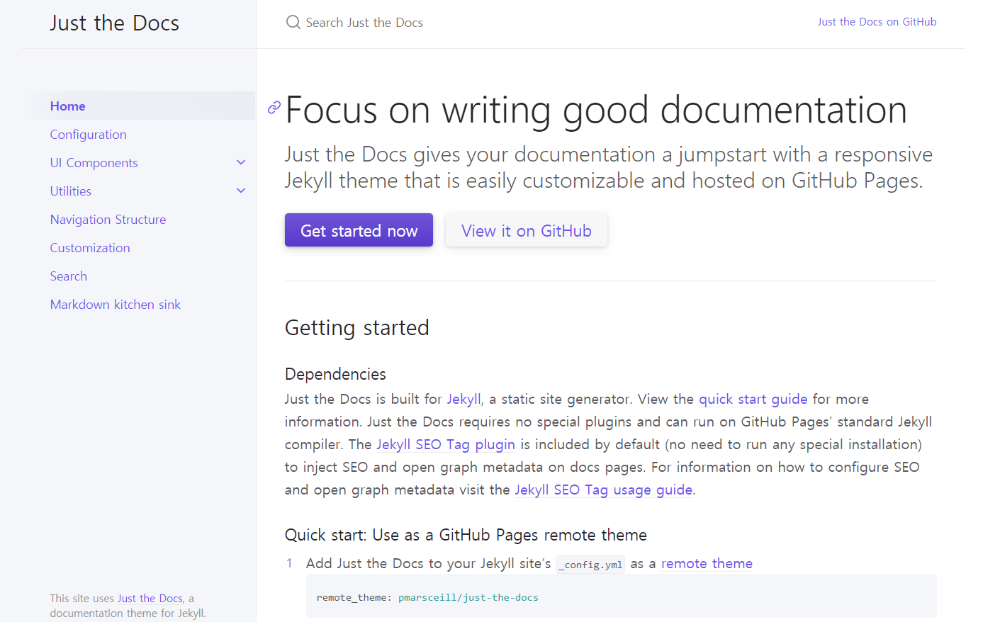 Just the Docs
Search Just the Docs
Just the Docs on GitHub
Home
Configuration
UI Components
Utilities
Navigation Structure
Customization
Search
Markdown kitchen sink
This site uses Just the Docs, a
documentation theme for Jekyll.
Focus on writing good documentation
Just the Docs gives your documentation a jumpstart with a responsive
Jekyll theme that is easily customizable and hosted on GitHub Pages.
Get started now
View it on GitHub
Getting started
Dependencies
Just the Docs is built for Jekyll, a static site generator. View the quick start guide for more
information. Just the Docs requires no special plugins and can run on GitHub Pages’ standard Jekyll
compiler. The Jekyll SEO Tag plugin is included by default (no need to run any special installation)
to inject SEO and open graph metadata on docs pages. For information on how to configure SEO
and open graph metadata visit the Jekyll SEO Tag usage guide.
Quick start: Use as a GitHub Pages remote theme
1 Add Just the Docs to your Jekyll site’s _config.yml as a remote theme
remote_theme: pmarsceill/just-the-docs